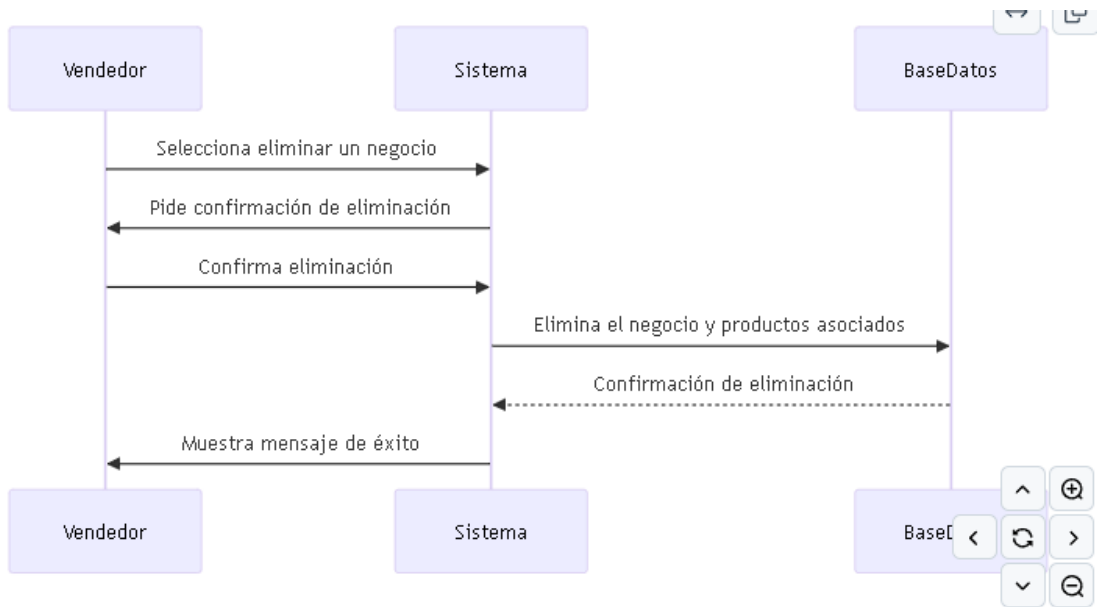 Vendedor
Sistema
BaseDatos
Selecciona eliminar un negocio
Pide confirmación de eliminación
Confirma eliminación
Elimina el negocio y productos asociados
Confirmación de eliminación
Muestra mensaje de éxito
Vendedor
Sistema